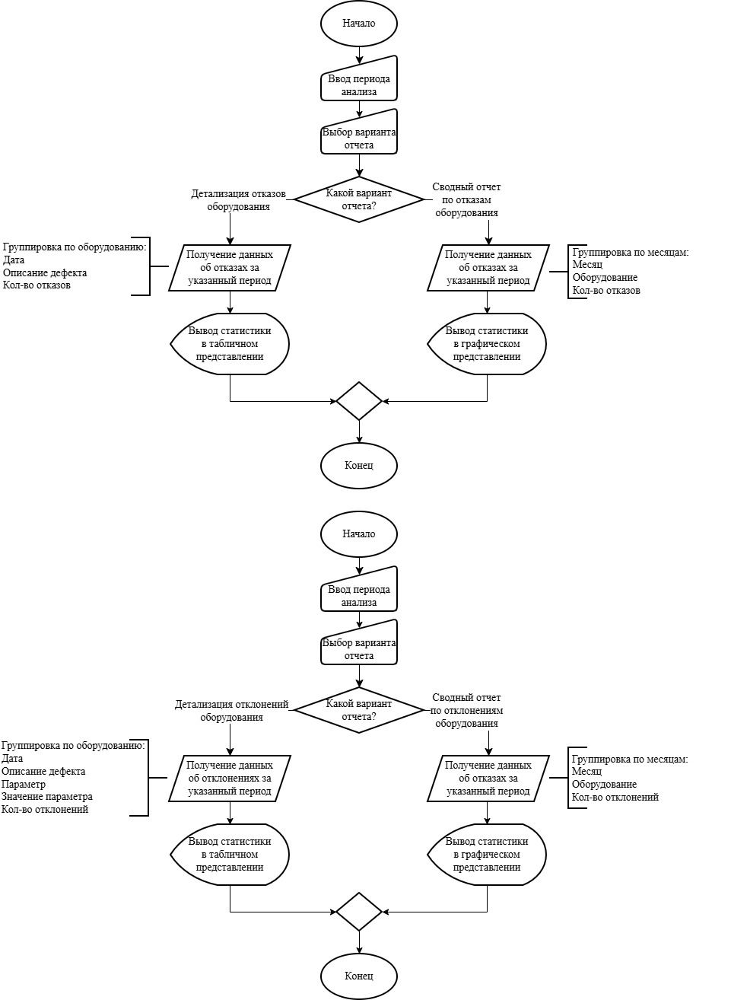 Начало
Ввод периода
анализа
Выбор варианта
отчета
Какой вариант
отчета?
Детализация отказов
оборудования
Сводный отчет
по отказам
оборудования
Группировка по оборудованию:
Дата
Описание дефекта
Кол-во отказов
Получение данных
об отказах за
указанный период
Получение данных
об отказах за
указанный период
Группировка по месяцам:
Месяц
Оборудование
Кол-во отказов
Вывод статистики
в табличном
представлении
Вывод статистики
в графическом
представлении
Конец
Начало
Ввод периода
анализа
Выбор варианта
отчета
Какой вариант
отчета?
Детализация отклонений
оборудования
Сводный отчет
по отклонениям
оборудования
Группировка по оборудованию:
Дата
Описание дефекта
Параметр
Значение параметра
Кол-во отклонений
Получение данных
об отклонениях за
указанный период
Получение данных
об отказах за
указанный период
Группировка по месяцам:
Месяц
Оборудование
Кол-во отклонений
Вывод статистики
в табличном
представлении
Вывод статистики
в графическом
представлении
Конец